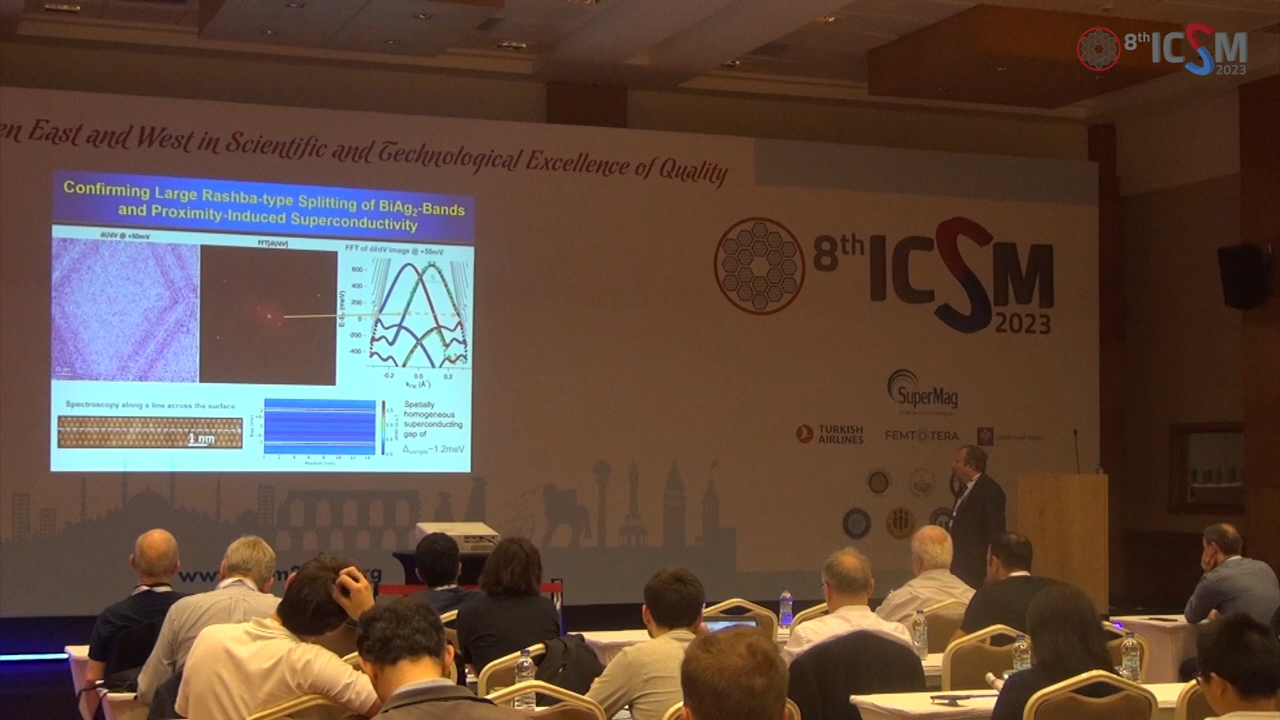 8th ICSM
2023
en East and West in Scientific and Technological Excellence of Quality
Confirming Large Rashba-type Splitting of BiAg2-Bands
and Proximity-Induced Superconductivity
dI/dV @ +50mV
FFT[dI/dV]
FFT of dI/dV image @ +50mV
600
400
200
0
-200
-400
-0.2 0.0 0.2
Spectroscopy along a line across the surface
1 nm
Spatially
homogeneous
superconducting
gap of
Δsample~1.2meV
8th ICSM
2023
SuperMag
TURKISH
AIRLINES
FEMTOTERA